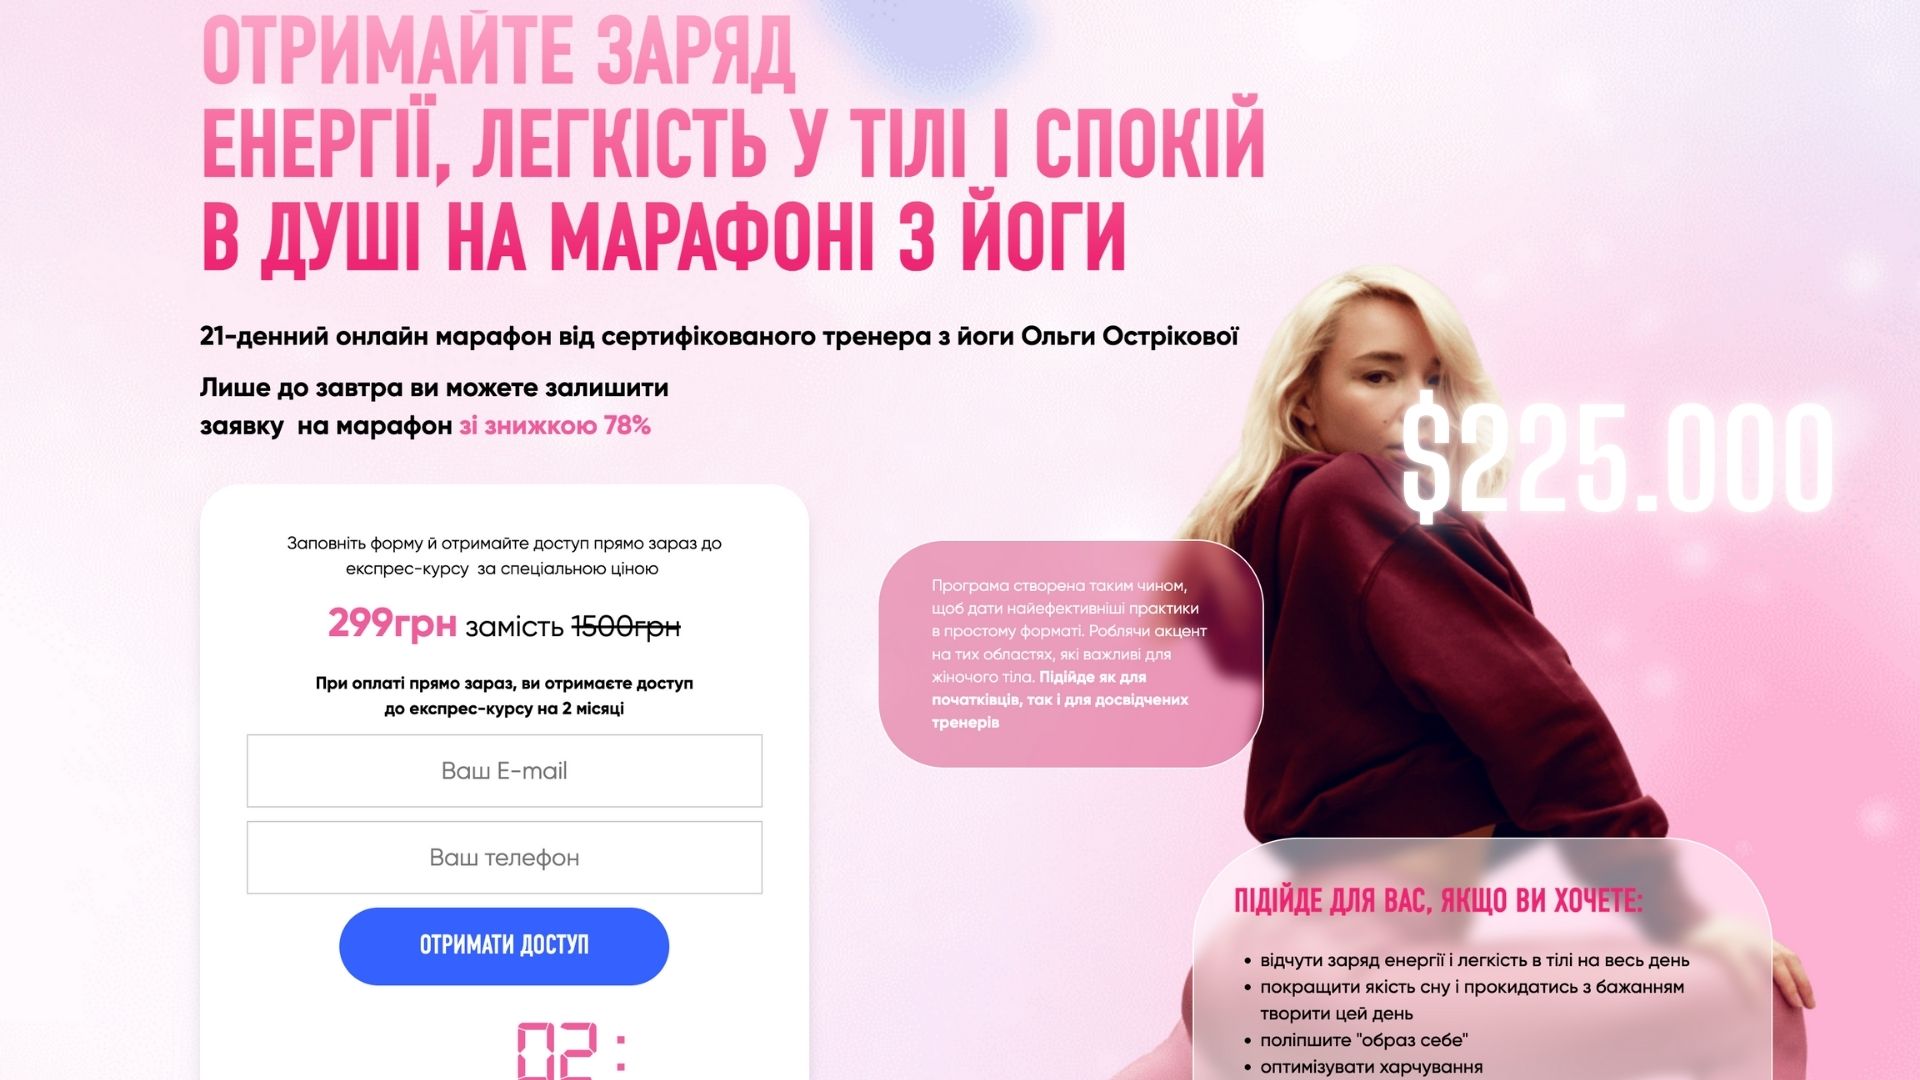 ОТРИМАЙТЕ ЗАРЯД
ЕНЕРГІЇ, ЛЕГКІСТЬ У ТІЛІ І СПОКІЙ
В ДУШІ НА МАРАФОНІ З ЙОГИ
21-денний онлайн марафон від сертифікованого тренера з йоги Ольги Острікової
Лише до завтра ви можете залишити
заявку на марафон зі знижкою 78%
$225.000
Заповніть форму й отримайте доступ прямо зараз до
експрес-курсу за спеціальною ціною
299грн замість 1500грн
При оплаті прямо зараз, ви отримаєте доступ
до експрес-курсу на 2 місяці
Ваш E-mail
Ваш телефон
ОТРИМАТИ ДОСТУП
02 :
Програма створена таким чином,
щоб дати найефективніші практики
в простому форматі. Роблячи акцент
на тих областях, які важливі для
жіночого тіла. Підійде як для
початківців, так і для досвідчених
тренерів
ПІДІЙДЕ ДЛЯ ВАС, ЯКЩО ВИ ХОЧЕТЕ:
• відчути заряд енергії і легкість в тілі на весь день
• покращити якість сну і прокидатись з бажанням
творити цей день
• поліпшите "образ себе"
• оптимізувати харчування